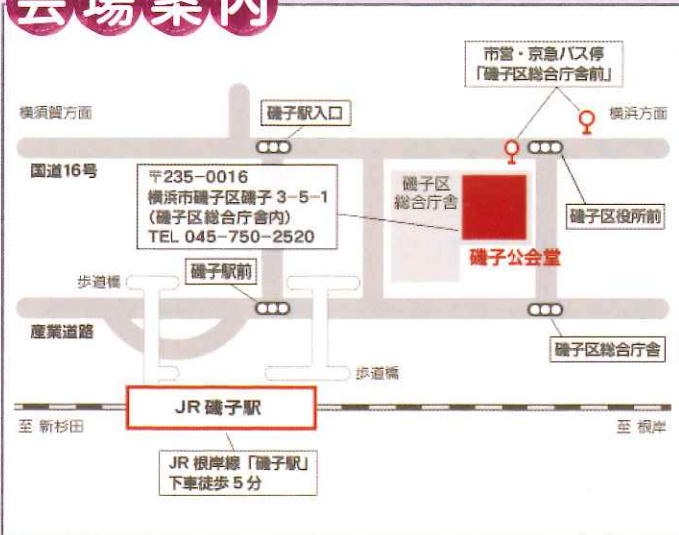 会場案内
市営・京急バス停
「磯子区総合庁舎前」
横須賀方面
磯子駅入口
横浜方面
国道16号
〒235-0016
横浜市磯子区磯子 3-5-1
(磯子区総合庁舎内)
TEL 045-750-2520
磯子区
総合庁舎
磯子区役所前
磯子公会堂
歩道橋
磯子駅前
産業道路
磯子区総合庁舎
歩道橋
JR 磯子駅
至 新杉田
至 根岸
JR 根岸線「磯子駅」
下車徒歩 5 分